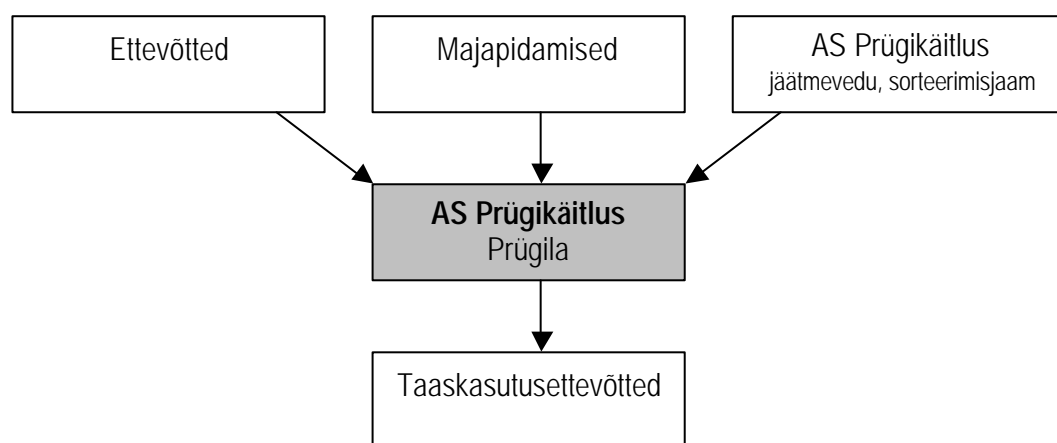 Ettevõtted
Majapidamised
AS Prügikäitlus
jäätmevedu, sorteerimisjaam
AS Prügikäitlus
Prügila
Taaskasutusettevõtted